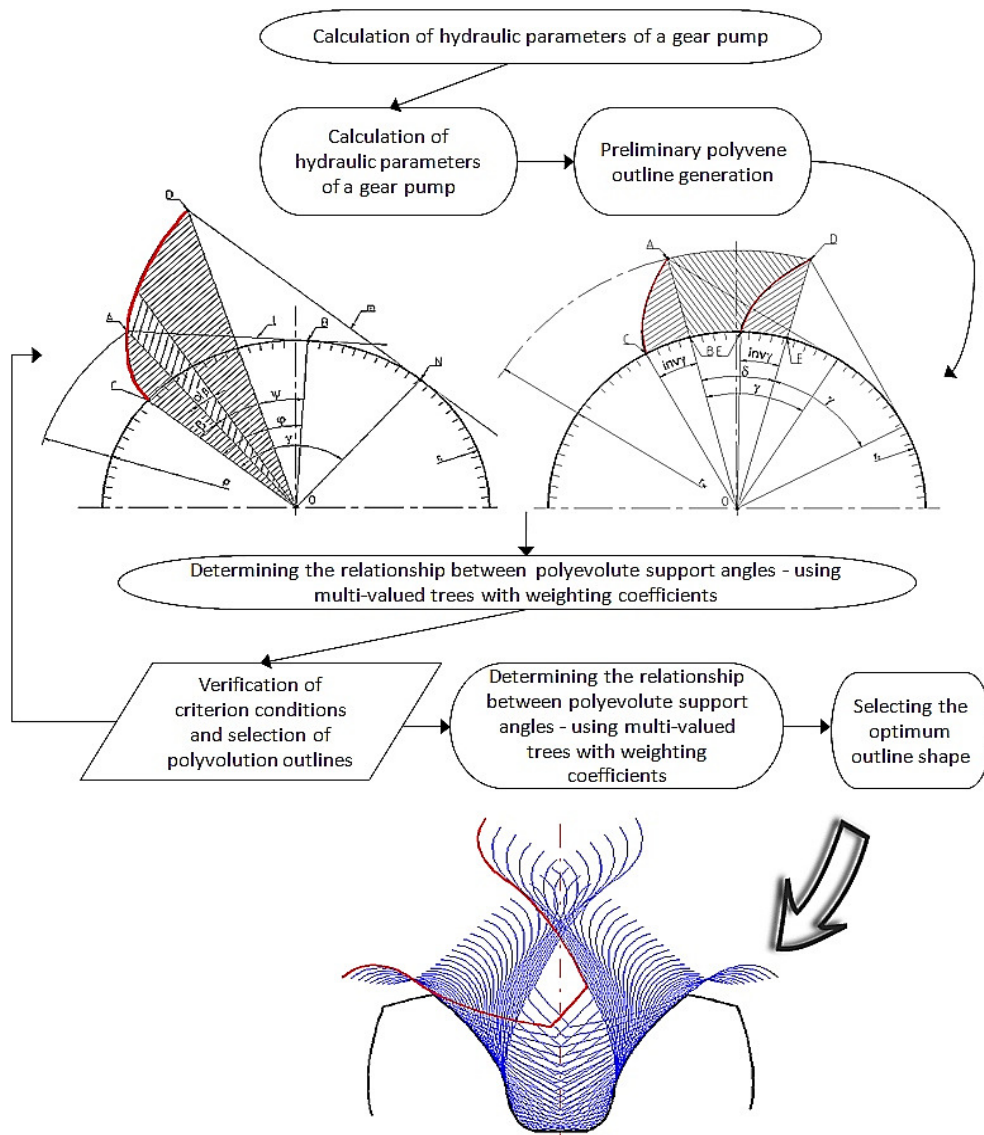 Calculation of hydraulic parameters of a gear pump
Calculation of
hydraulic parameters
of a gear pump
Preliminary polyvene
outline generation
D
m
A
l
B
N
ψ
φ
γ
O
A
D
C
B E
E
invγ
invγ
δ
γ
γ
O
Determining the relationship between polyevolute support angles - using
multi-valued trees with weighting coefficients
Verification of
criterion conditions
and selection of
polyvolution outlines
Determining the relationship
between polyevolute support
angles - using multi-valued
trees with weighting
coefficients
Selecting the
optimum
outline shape